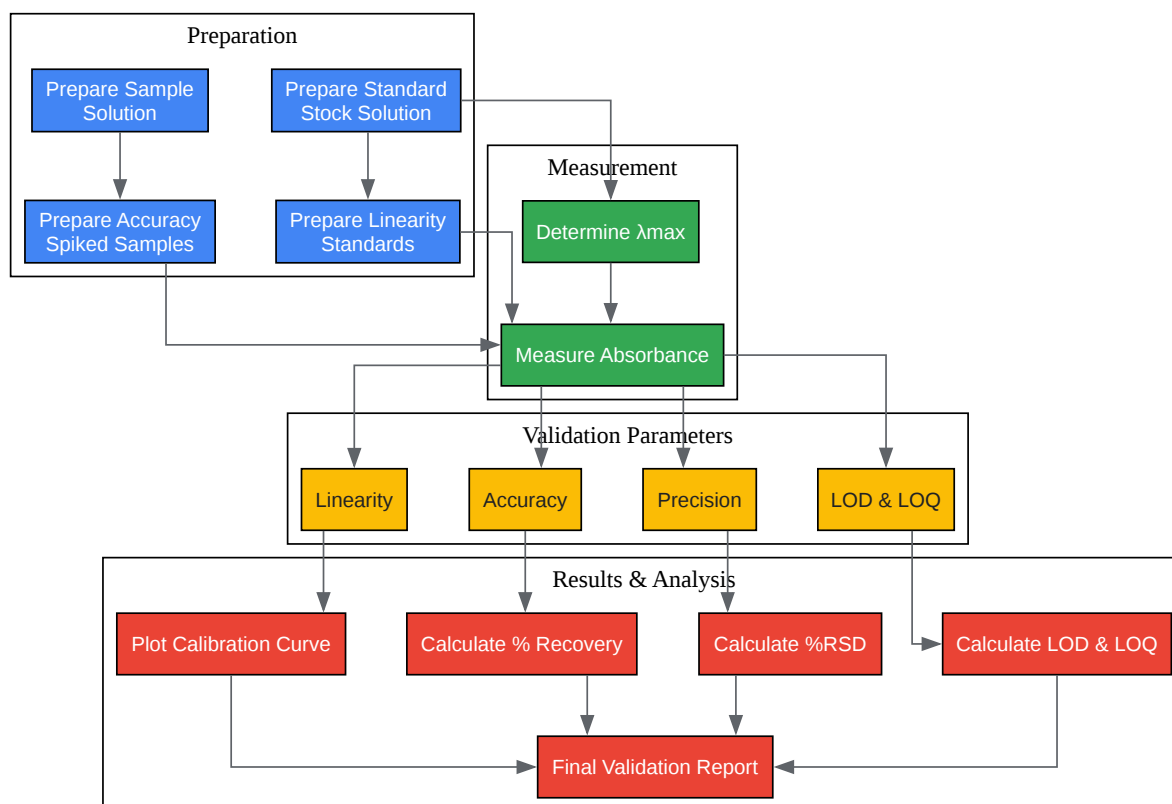 Preparation
Prepare Sample
Solution
Prepare Standard
Stock Solution
Prepare Accuracy
Spiked Samples
Prepare Linearity
Standards
Measurement
Determine λmax
Measure Absorbance
Validation Parameters
Linearity
Accuracy
Precision
LOD & LOQ
Results & Analysis
Plot Calibration Curve
Calculate % Recovery
Calculate %RSD
Calculate LOD & LOQ
Final Validation Report